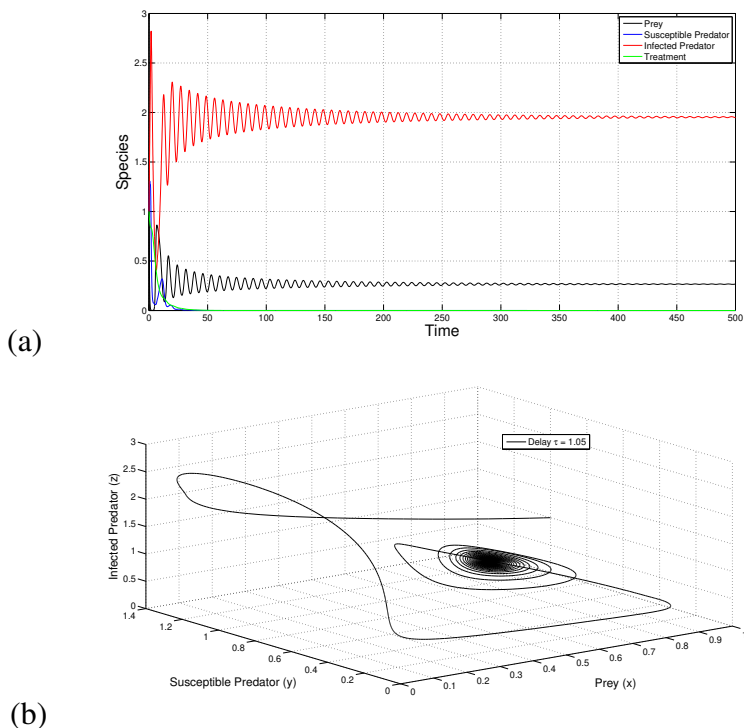 3
2.5
2
1.5
1
0.5
0
Species
Prey
Susceptible Predator
Infected Predator
Treatment
0 50 100 150 200 250 300 350 400 450 500
Time
(a)
Delay τ = 1.05
3
2.5
2
1.5
1
0.5
0
Infected Predator (z)
1.4
1.2
1
0.8
0.6
0.4
0.2
0
Susceptible Predator (y)
0 0.1 0.2 0.3 0.4 0.5 0.6 0.7 0.8 0.9
Prey (x)
(b)